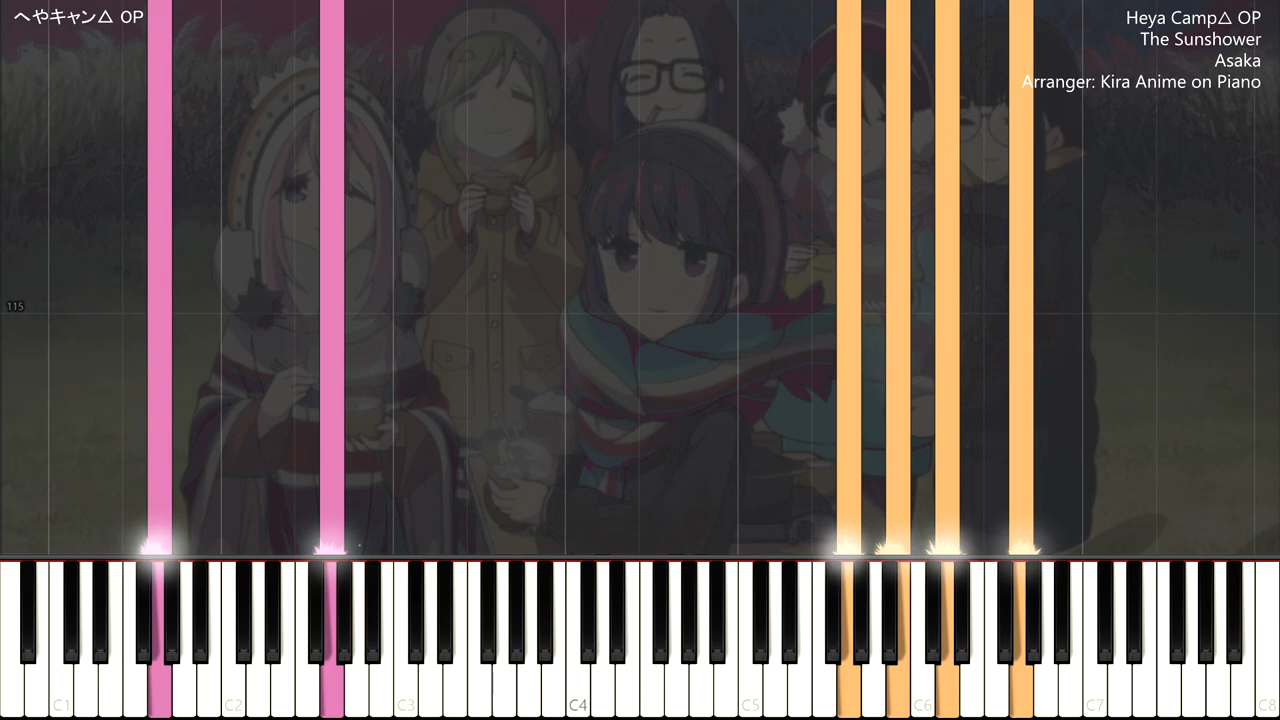 へやキャン△ OP
Heya Camp△ OP
The Sunshower
Asaka
Arranger: Kira Anime on Piano
115
C1 C2 C3 C4 C5 C6 C7 C8